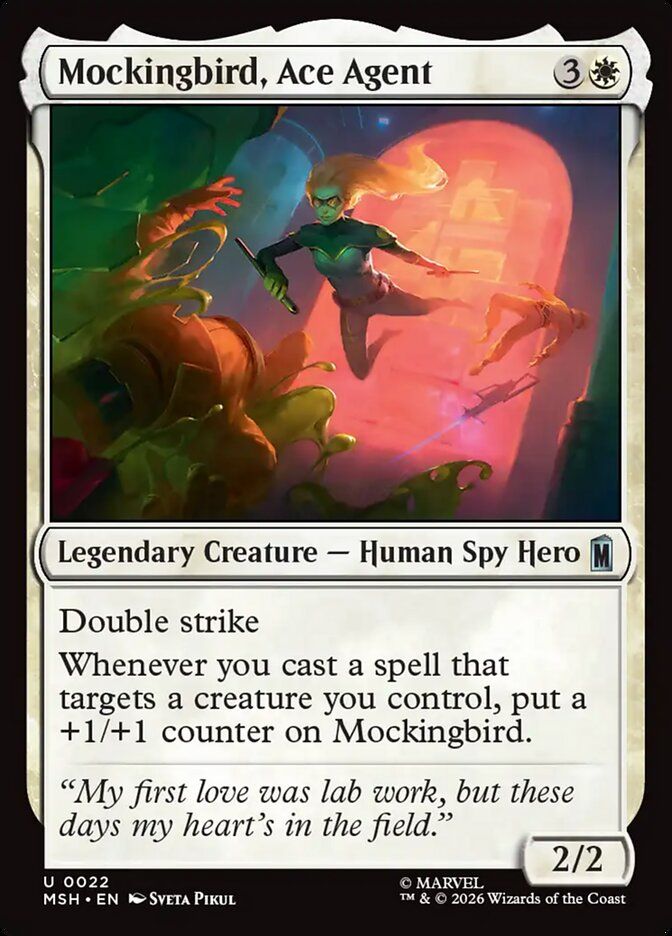 Mockingbird, Ace Agent 3
Legendary Creature — Human Spy Hero M
Double strike
Whenever you cast a spell that
targets a creature you control, put a
+1/+1 counter on Mockingbird.
“My first love was lab work, but these
days my heart’s in the field.”
2/2
U 0022
MSH • EN Sveta Pikul
© MARVEL
™ & © 2026 Wizards of the Coast